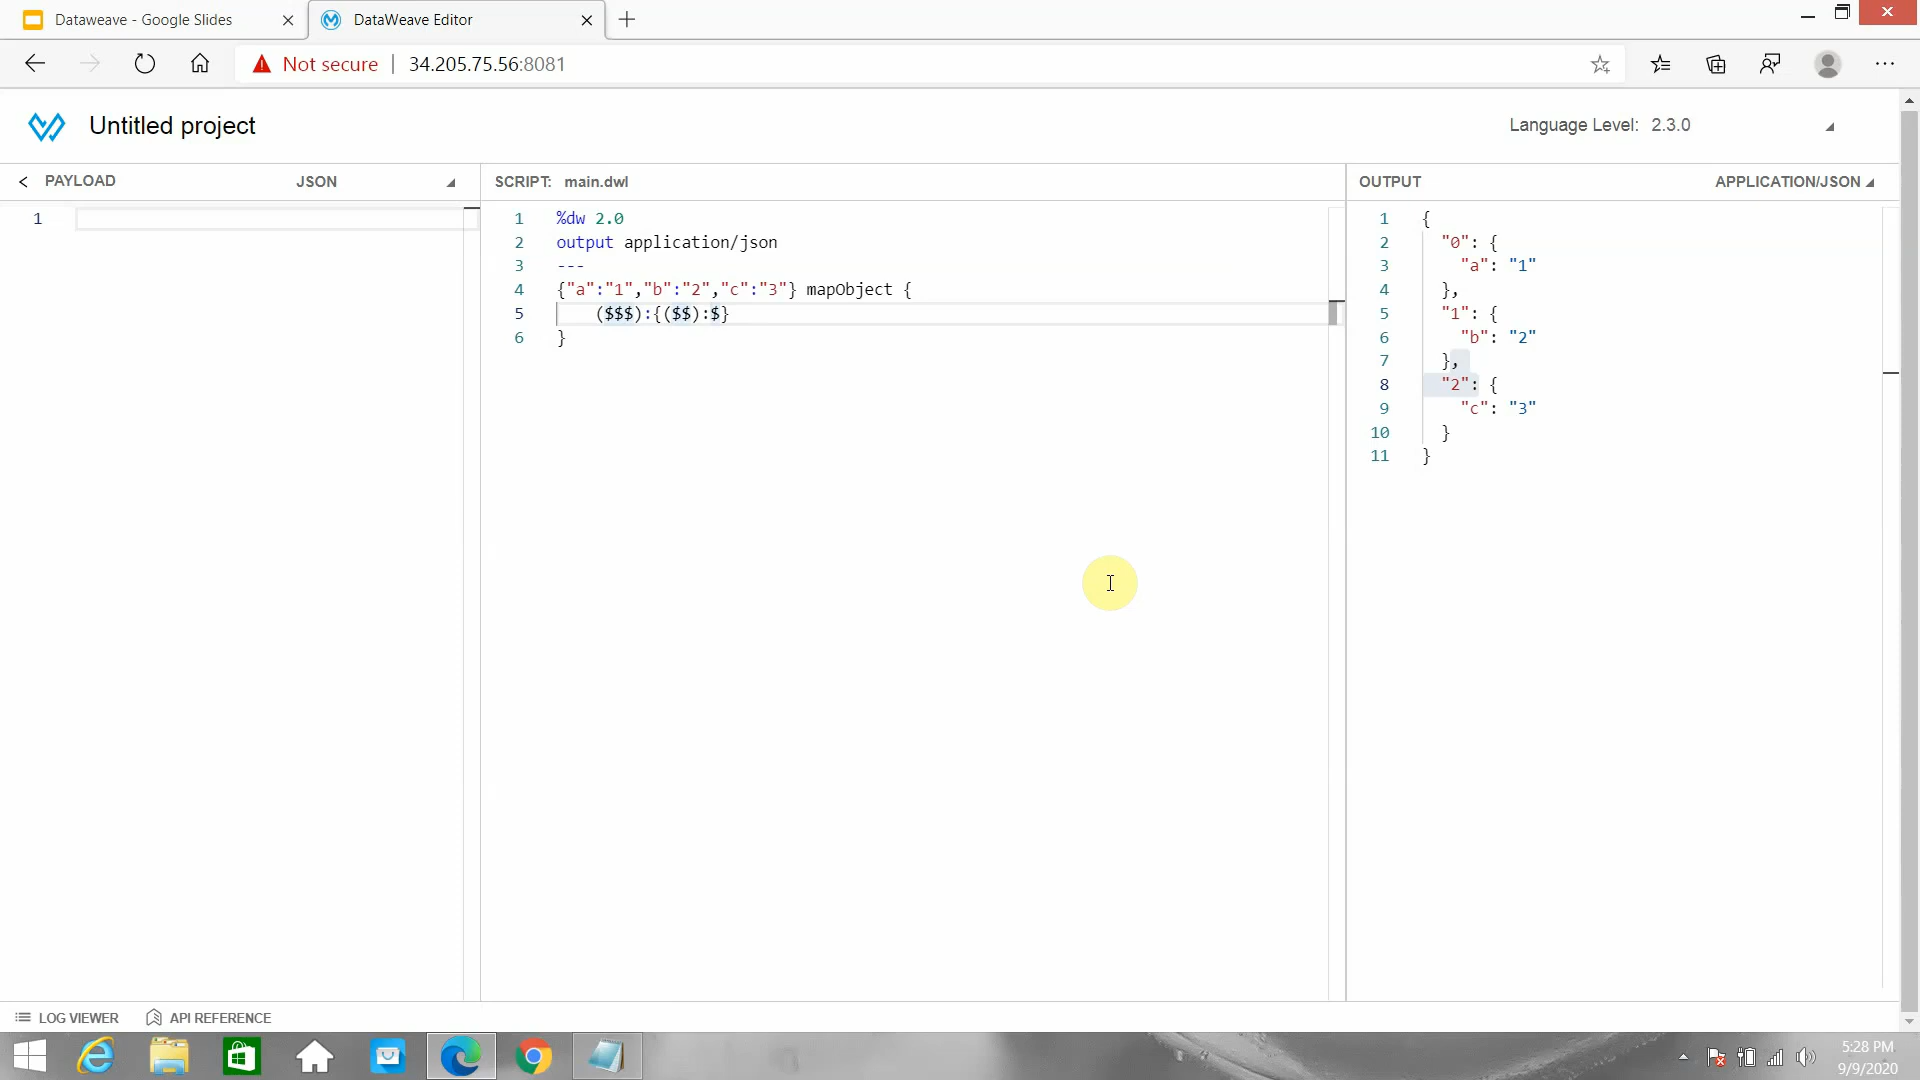 Dataweave - Google Slides
DataWeave Editor
Not secure
34.205.75.56:8081
Untitled project
Language Level: 2.3.0
PAYLOAD
JSON
1
SCRIPT: main.dwl
1 %dw 2.0
2 output application/json
3 ---
4 {"a":"1","b":"2","c":"3"} mapObject {
5 ($$$):{($$):$}
6 }
OUTPUT
APPLICATION/JSON
1 {
2 "0": {
3 "a": "1"
4 },
5 "1": {
6 "b": "2"
7 },
8 "2": {
9 "c": "3"
10 }
11 }
LOG VIEWER
API REFERENCE
5:28 PM
9/9/2020